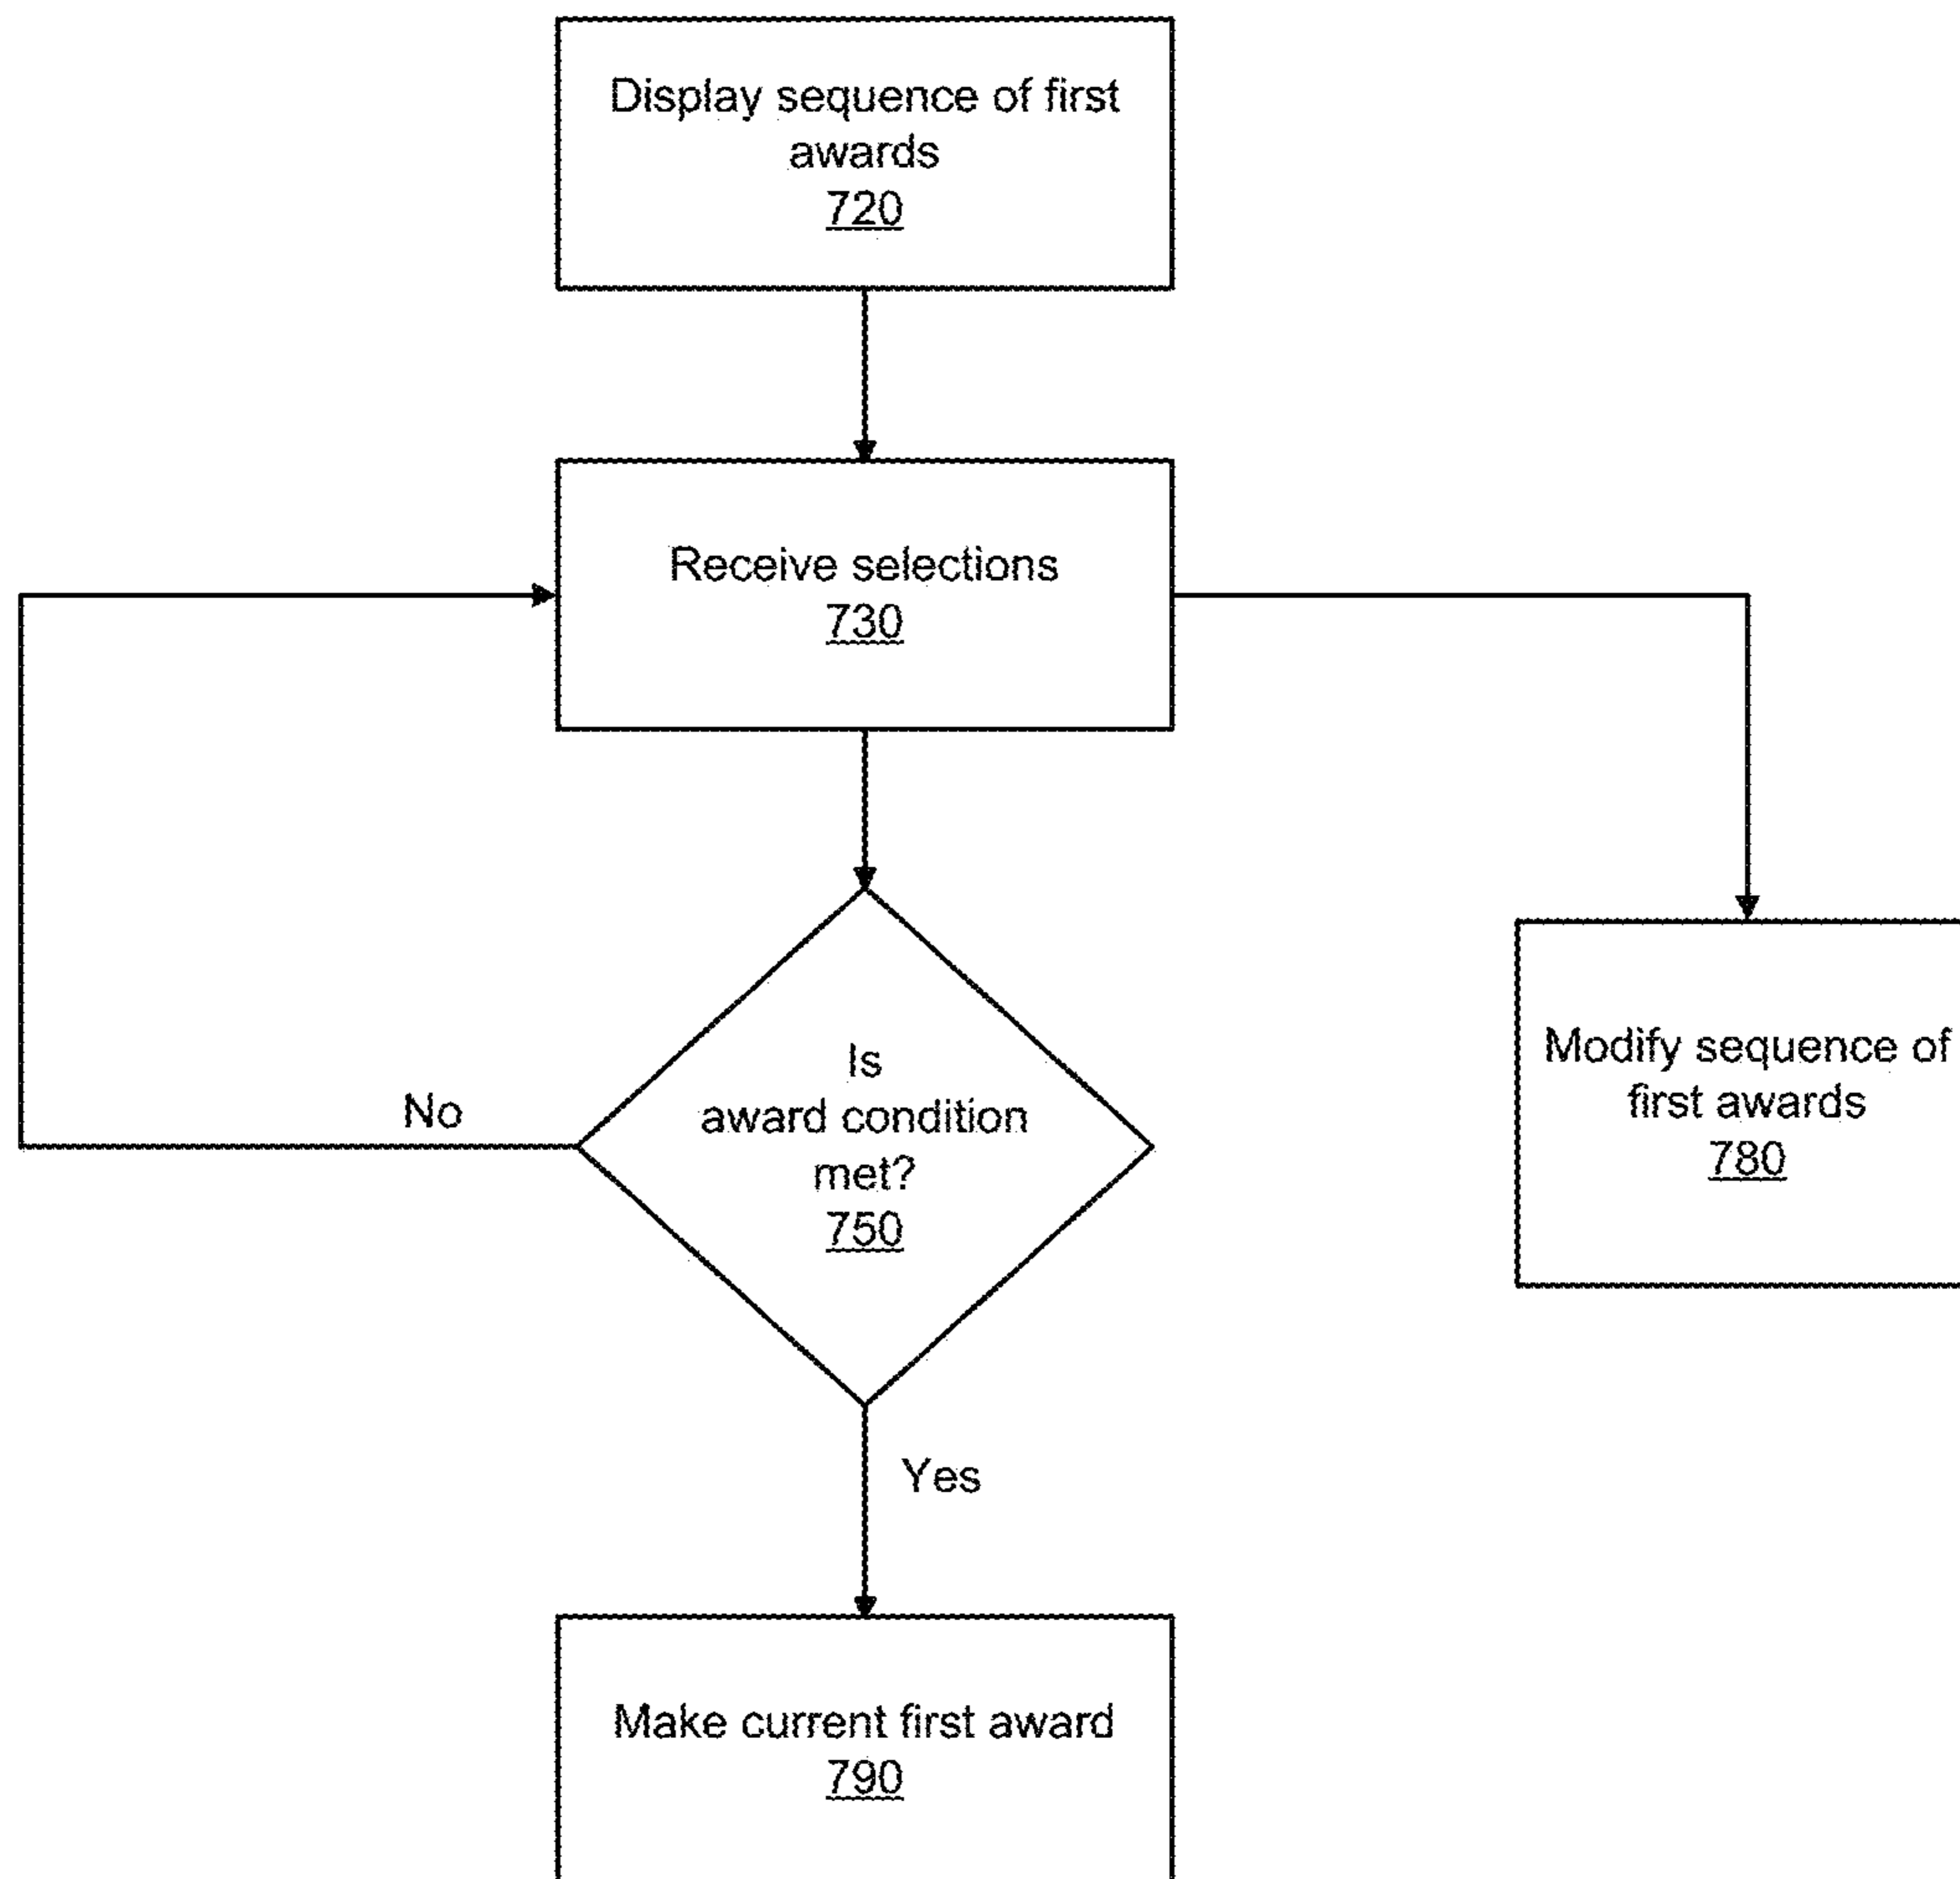 Display sequence of first
awards
720
Receive selections
730
Is
award condition
met?
750
No
Modify sequence of
first awards
780
Yes
Make current first award
790